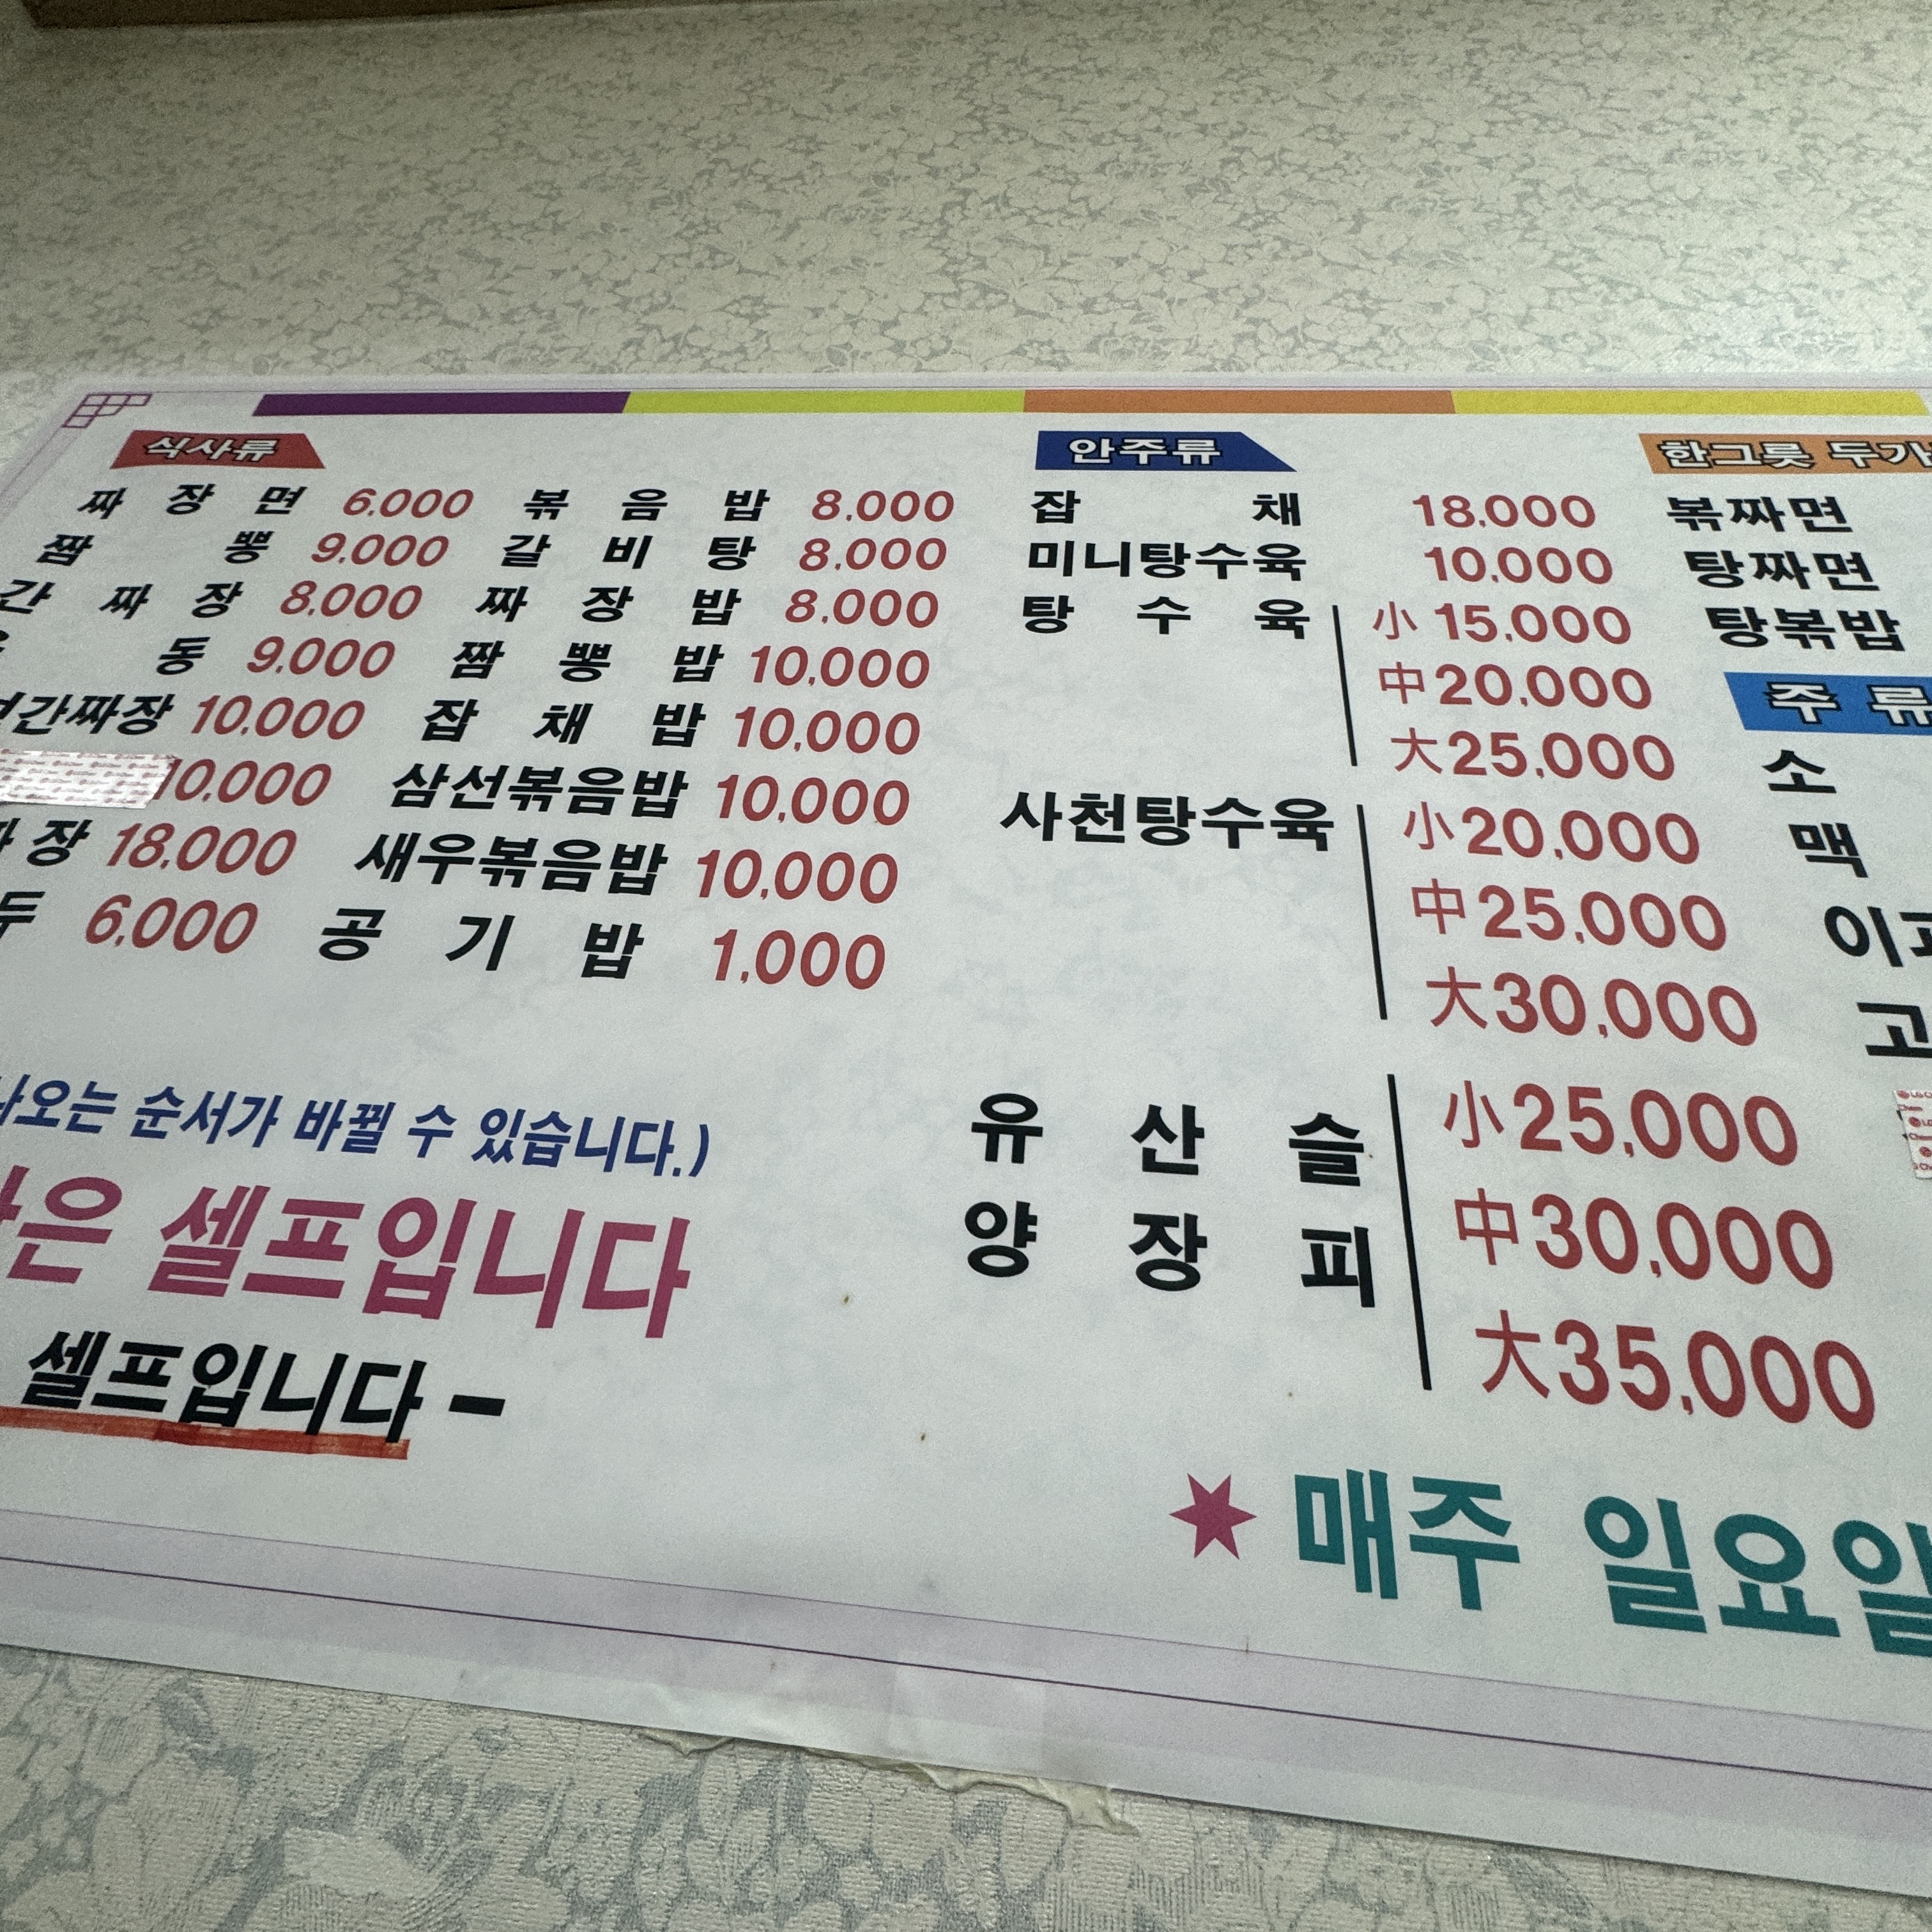 식사류
짜 장 면 6,000 볶 음 밥 8,000
짬 뽕 9,000 갈 비 탕 8,000
간 짜 장 8,000 짜 장 밥 8,000
동 9,000 짬 뽕 밥 10,000
간짜장 10,000 잡 채 밥 10,000
10,000 삼선볶음밥 10,000
장 18,000 새우볶음밥 10,000
두 6,000 공 기 밥 1,000
나오는 순서가 바뀔 수 있습니다.)
은 셀프입니다
셀프입니다 -
안주류
잡 채 18,000
미니탕수육 10,000
탕 수 육 小 15,000
中 20,000
大 25,000
사천탕수육 小 20,000
中 25,000
大 30,000
유 산 슬 小 25,000
양 장 피 中 30,000
大 35,000
한그릇 두가
볶짜면
탕짜면
탕볶밥
주 류
소
맥
이
고
매주 일요일